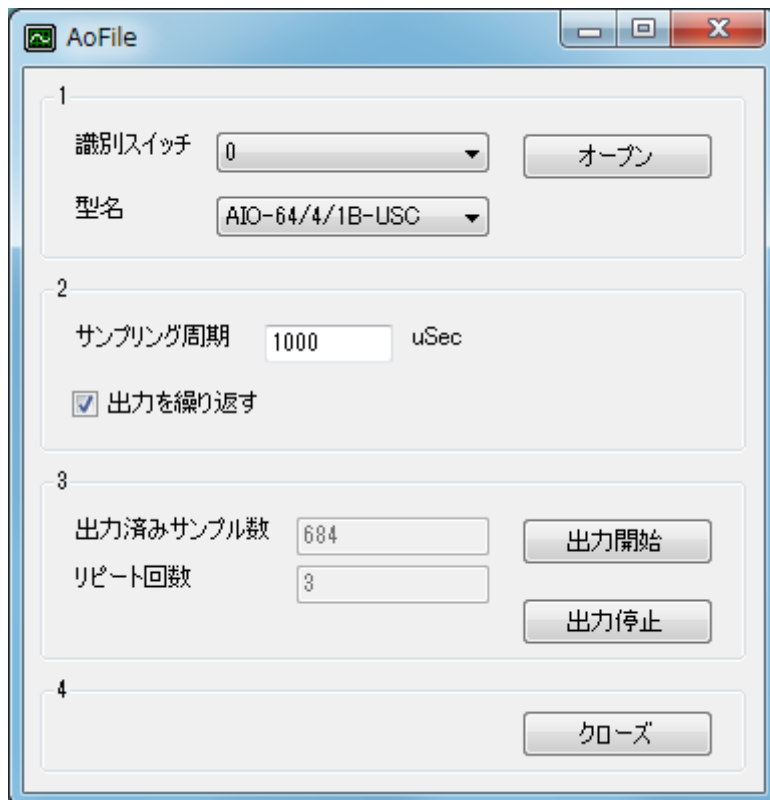 AoFile
1
識別スイッチ 0 オープン
型名 AIO-64/4/1B-USC
2
サンプリング周期 1000 uSec
出力を繰り返す
3
出力済みサンプル数 684 出力開始
リピート回数 3
出力停止
4
クローズ